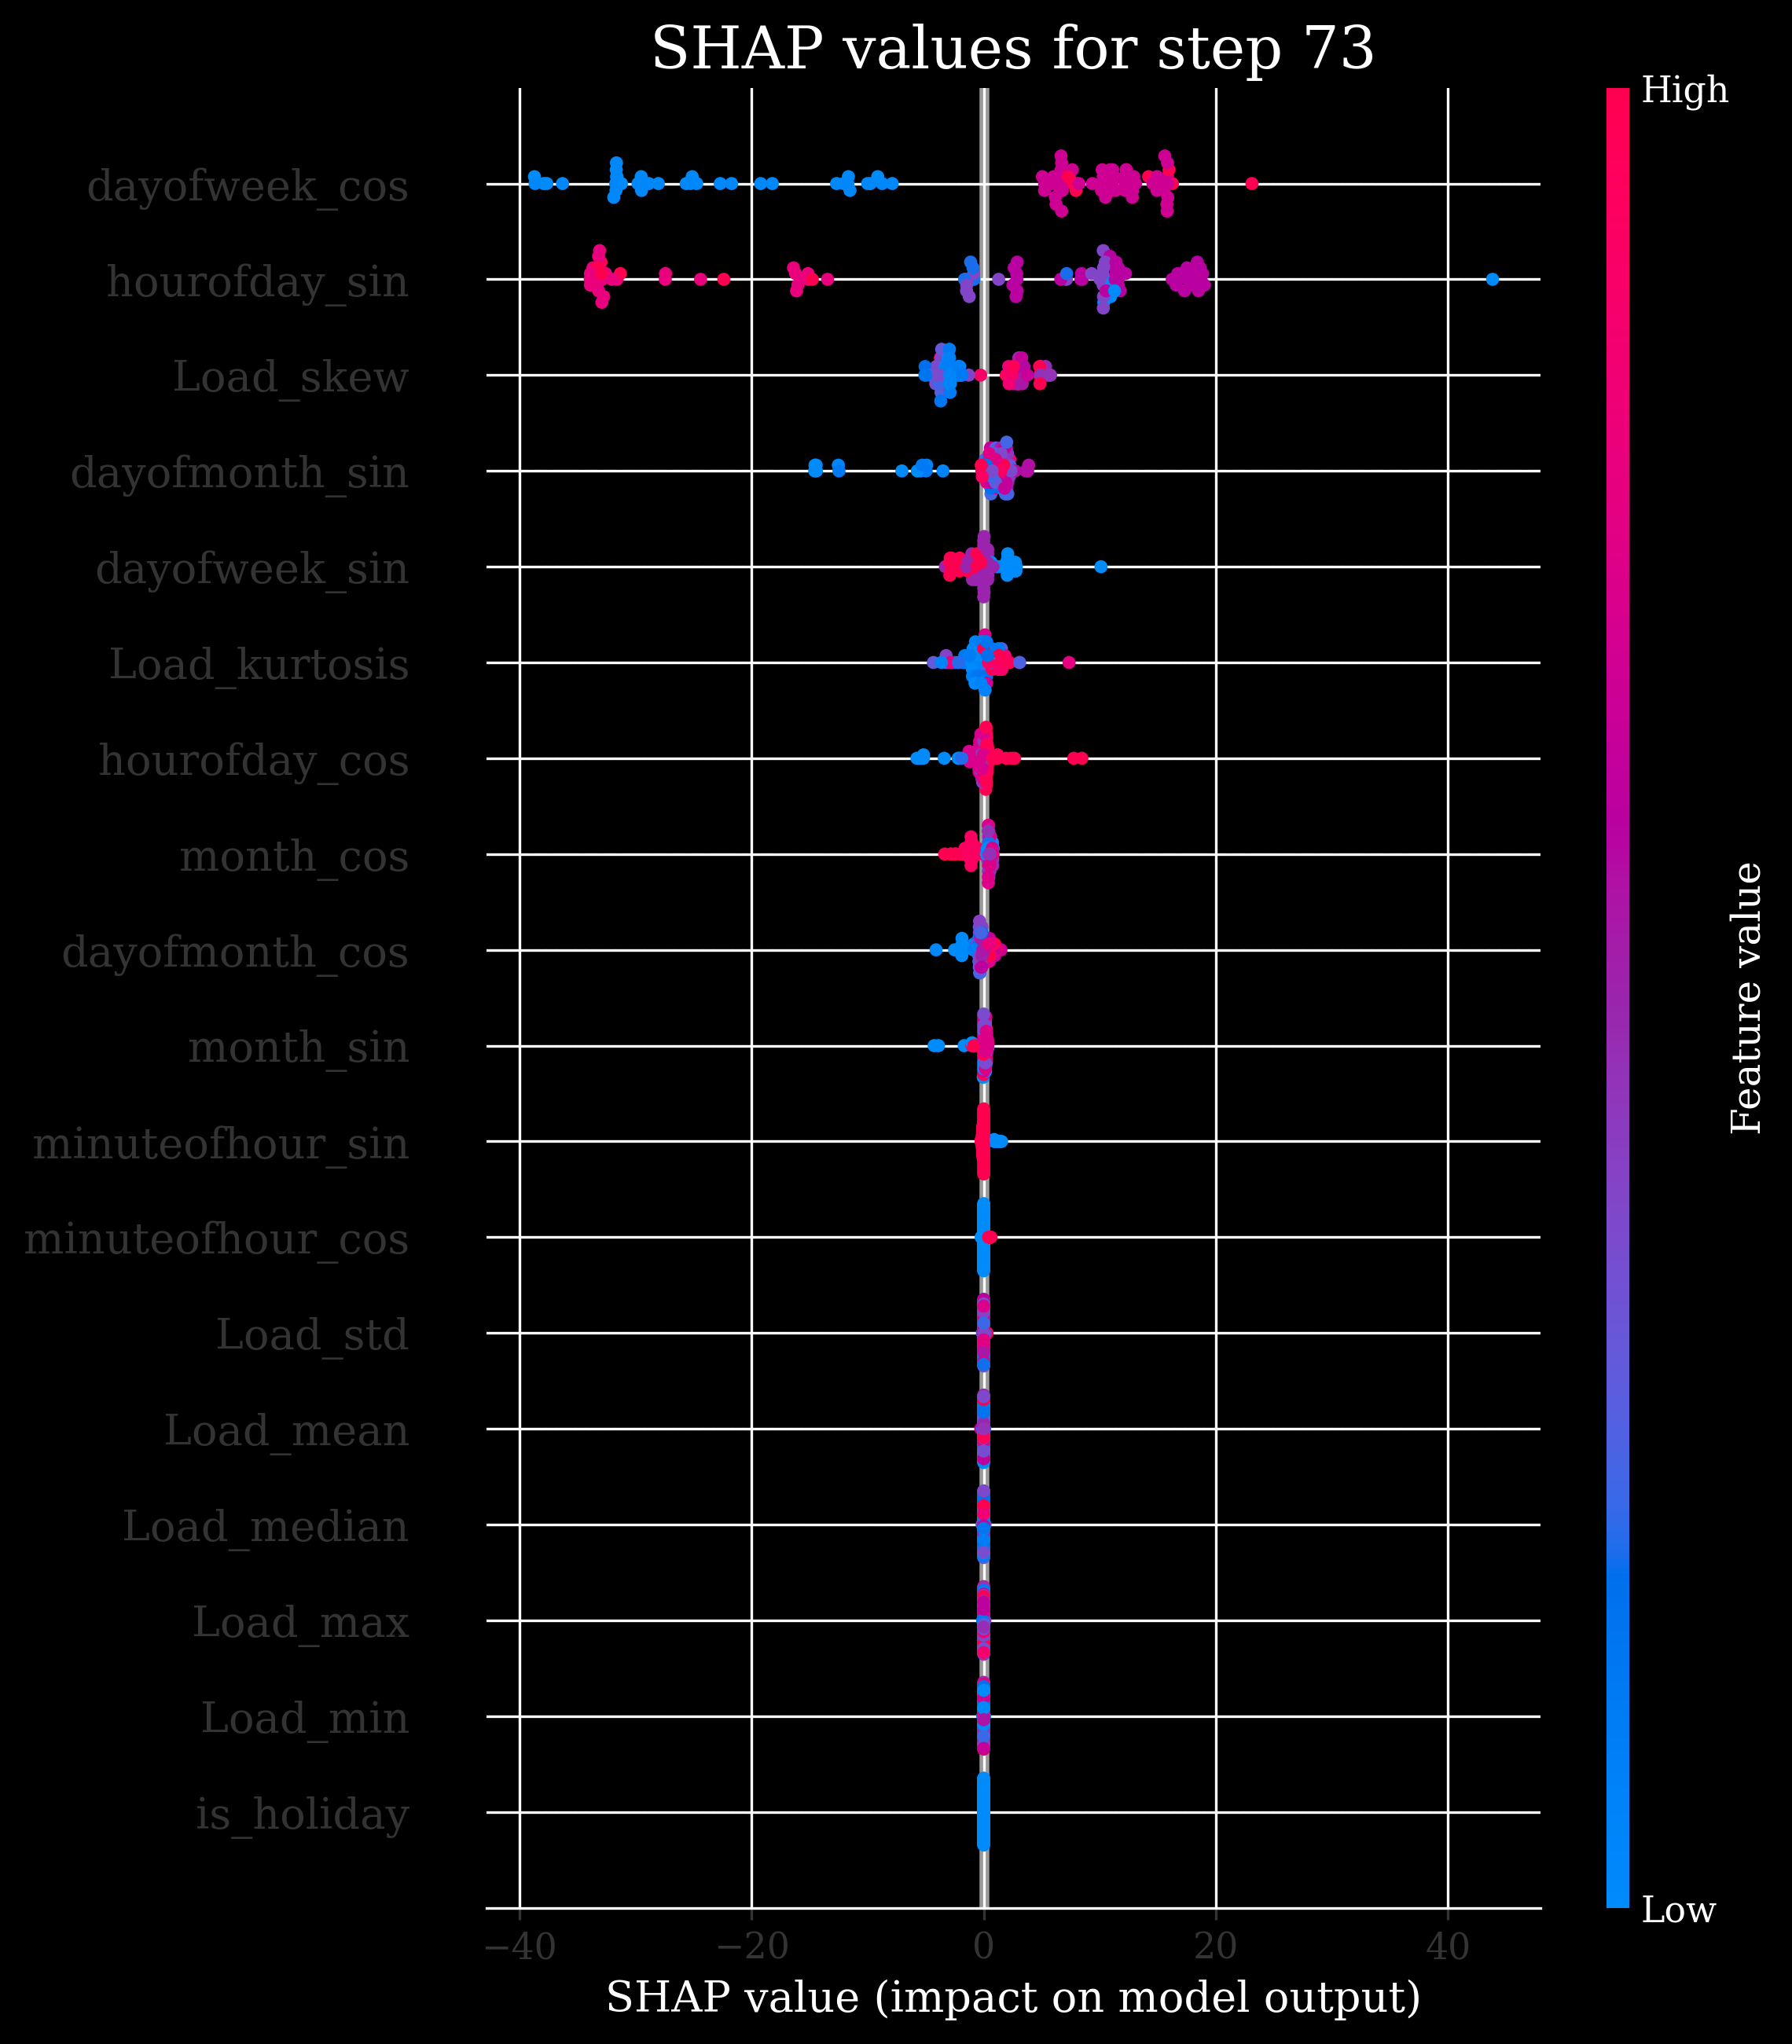 SHAP values for step 73
High
dayofweek_cos
hourofday_sin
Load_skew
dayofmonth_sin
dayofweek_sin
Load_kurtosis
hourofday_cos
month_cos
dayofmonth_cos
month_sin
minuteofhour_sin
minuteofhour_cos
Load_std
Load_mean
Load_median
Load_max
Load_min
is_holiday
Feature value
Low
−40 −20 0 20 40
SHAP value (impact on model output)